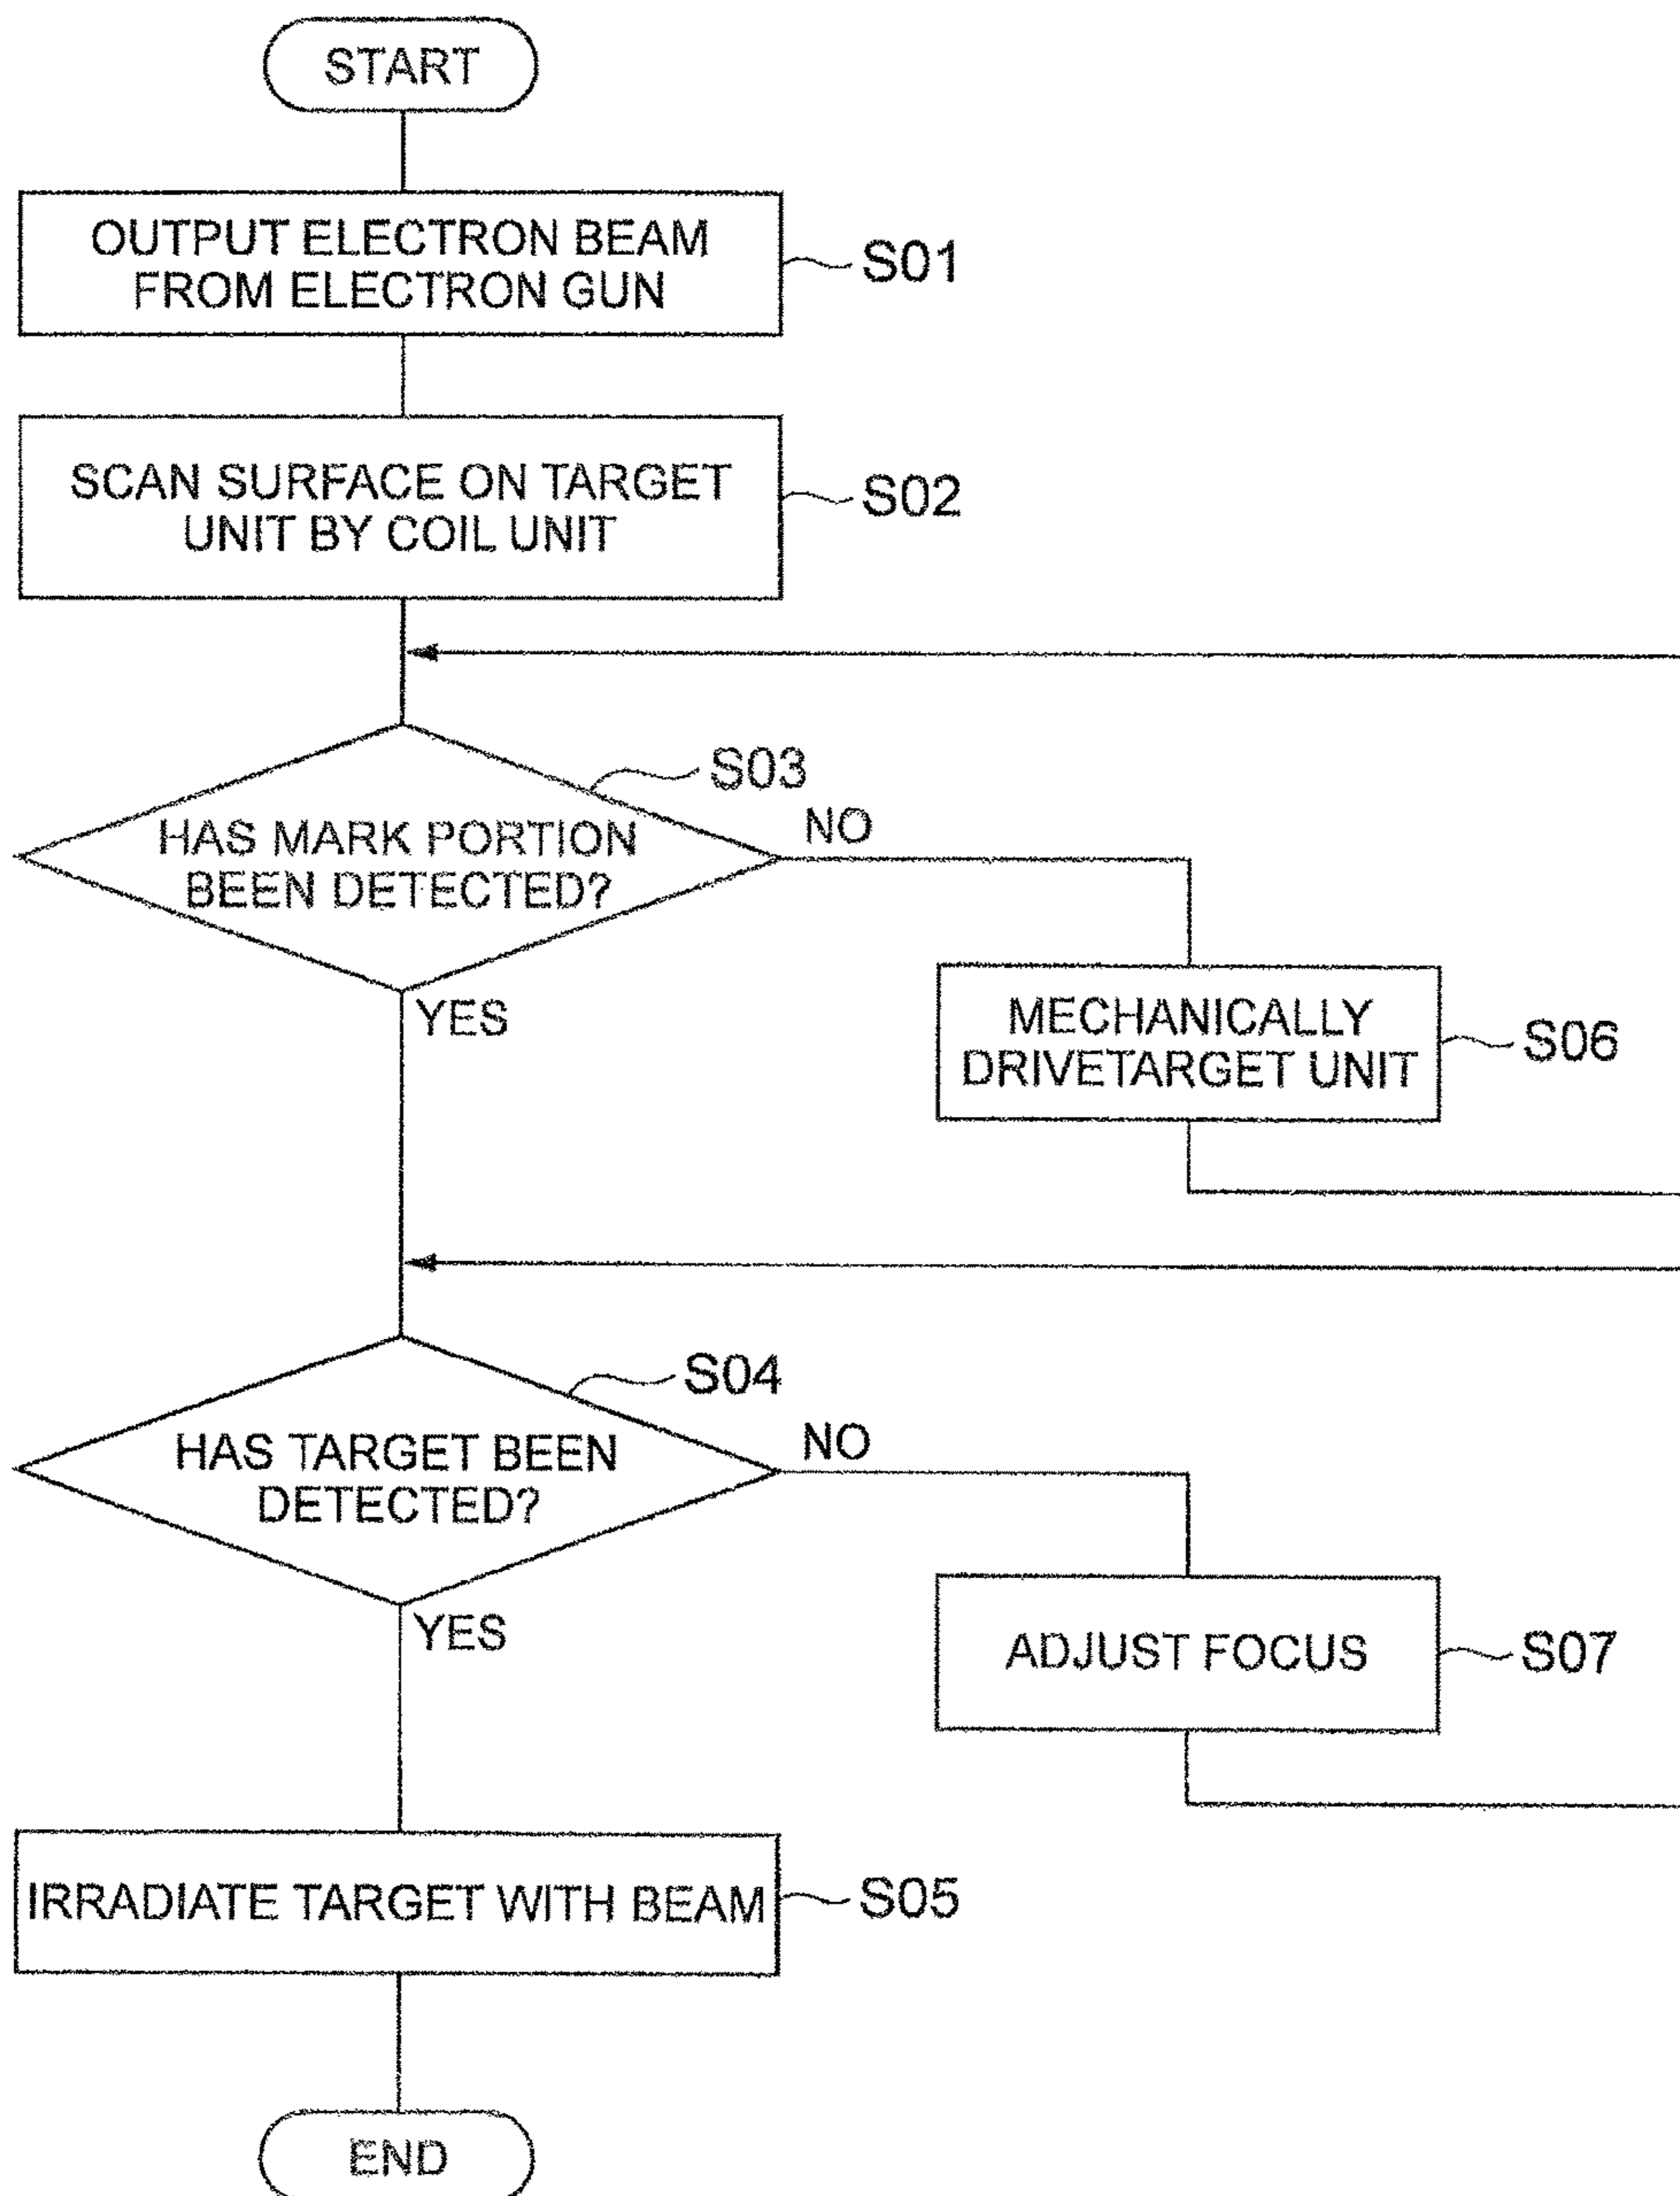 START
OUTPUT ELECTRON BEAM
FROM ELECTRON GUN
S01
SCAN SURFACE ON TARGET
UNIT BY COIL UNIT
S02
S03
HAS MARK PORTION
BEEN DETECTED?
NO
YES
MECHANICALLY
DRIVETARGET UNIT
S06
S04
HAS TARGET BEEN
DETECTED?
NO
YES
ADJUST FOCUS
S07
IRRADIATE TARGET WITH BEAM
S05
END